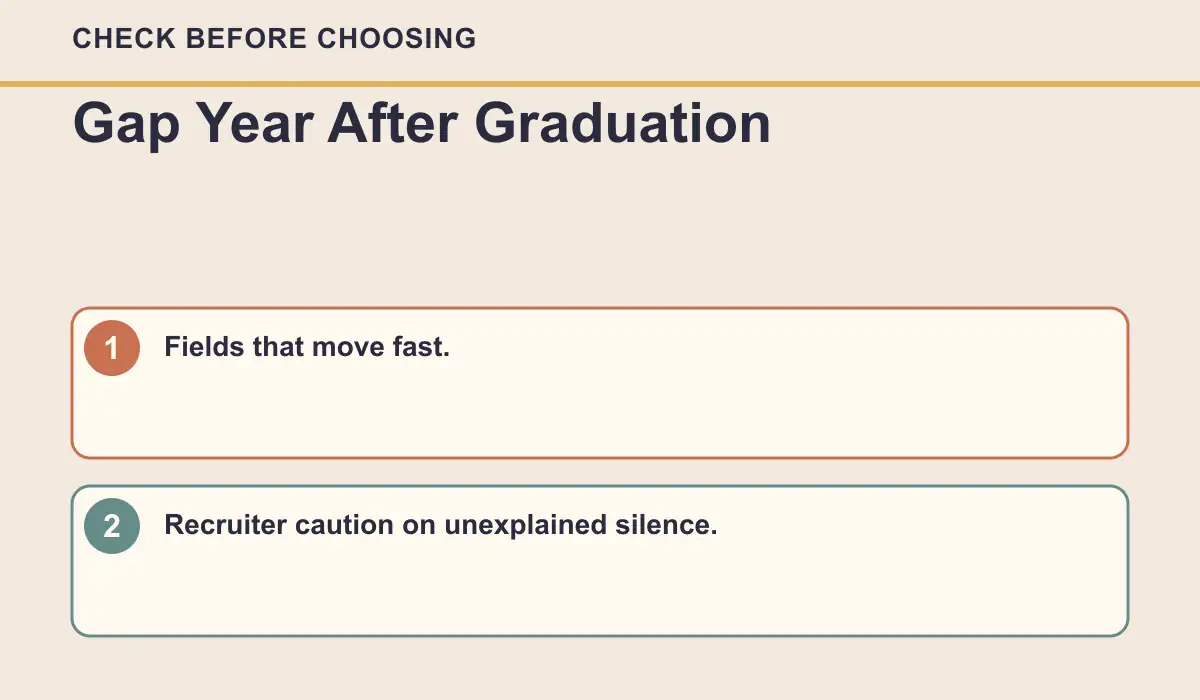 CHECK BEFORE CHOOSING
Gap Year After Graduation
1 Fields that move fast.
2 Recruiter caution on unexplained silence.